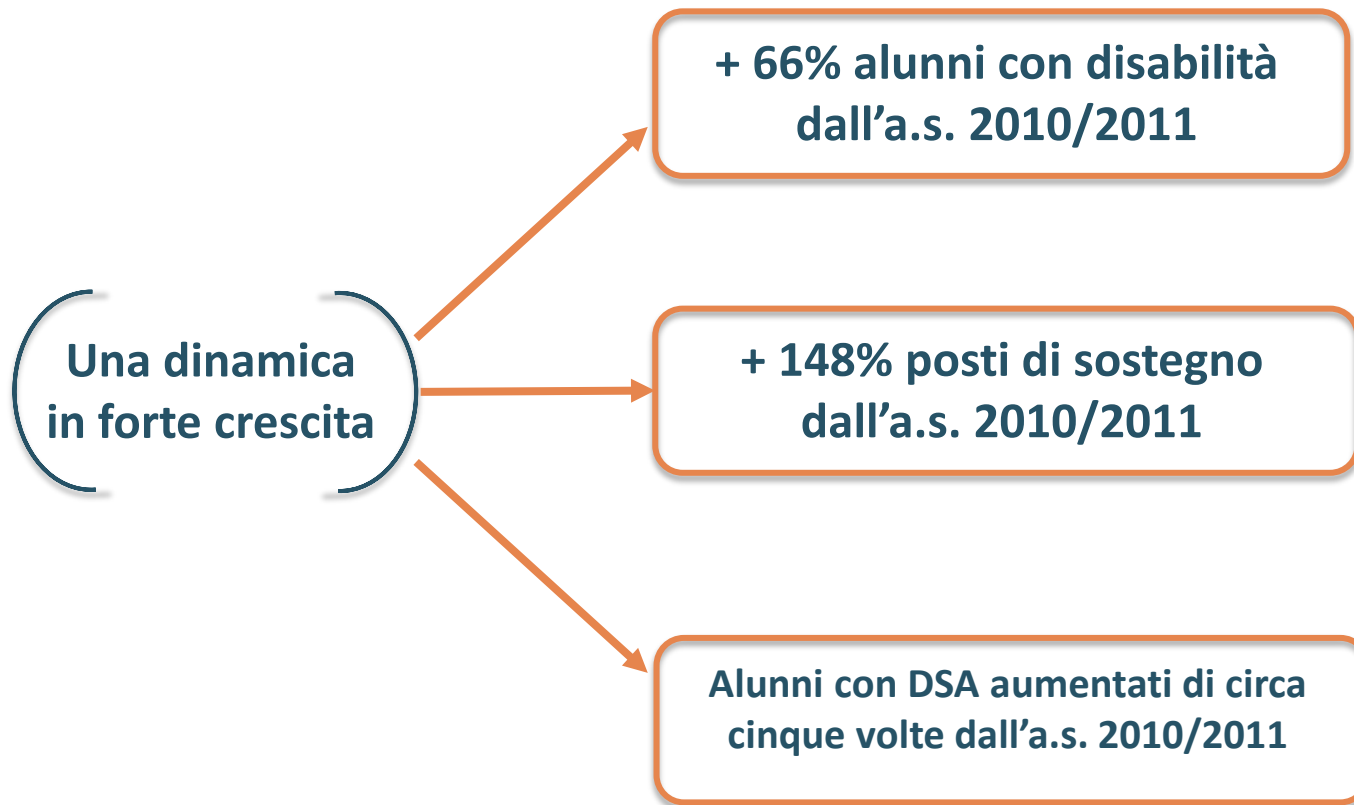 + 66% alunni con disabilità
dall’a.s. 2010/2011
Una dinamica
in forte crescita
+ 148% posti di sostegno
dall’a.s. 2010/2011
Alunni con DSA aumentati di circa
cinque volte dall’a.s. 2010/2011